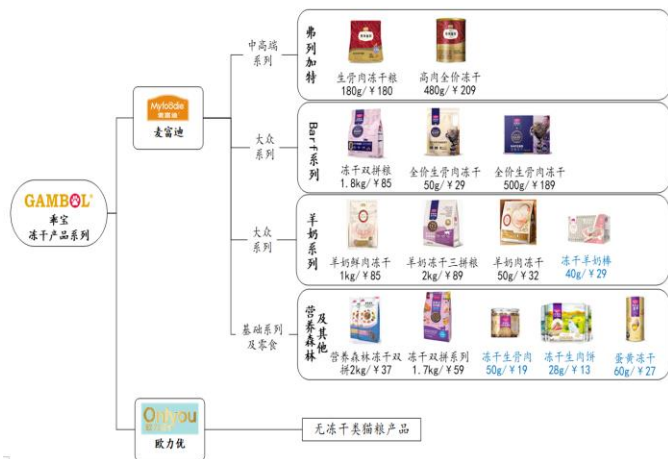 GAMBOL
乖宝
冻干产品系列
Myfoodie
麦富迪
麦富迪
中高端
系列
弗列加特
生骨肉冻干粮
180g/¥180
高肉全价冻干
480g/¥209
大众
系列
Barf系列
冻干双拼粮
1.8kg/¥85
全价生骨肉冻干
50g/¥29
全价生骨肉冻干
500g/¥189
大众
系列
羊奶系列
羊奶鲜肉冻干
1kg/¥85
羊奶冻干三拼粮
2kg/¥89
羊奶肉冻干
50g/¥32
冻干羊奶棒
40g/¥29
基础系列
及零食
营养森林
及其他
营养森林冻干双
拼2kg/¥37
冻干双拼系列
1.7kg/¥59
冻干生骨肉
50g/¥19
冻干生肉饼
28g/¥13
蛋黄冻干
60g/¥27
Onlyou
欧力优
无冻干类猫粮产品